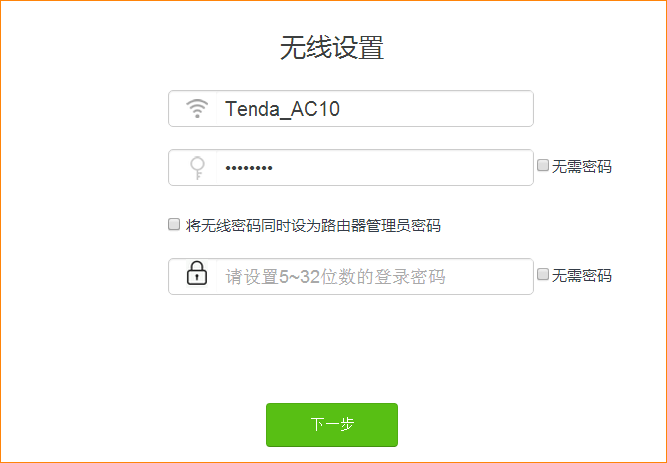 无线设置
Tenda_AC10
•••••••• 无需密码
将无线密码同时设为路由器管理员密码
请设置5~32位数的登录密码 无需密码
下一步